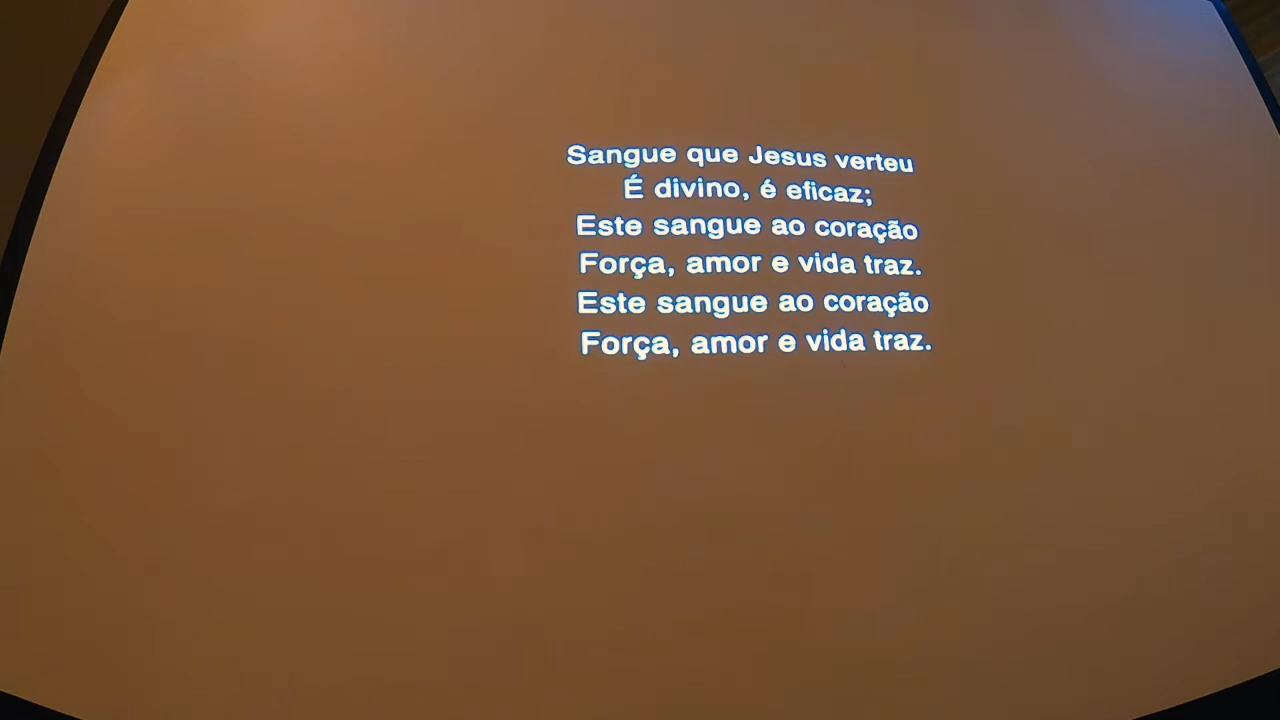 Sangue que Jesus verteu
É divino, é eficaz;
Este sangue ao coração
Força, amor e vida traz.
Este sangue ao coração
Força, amor e vida traz.